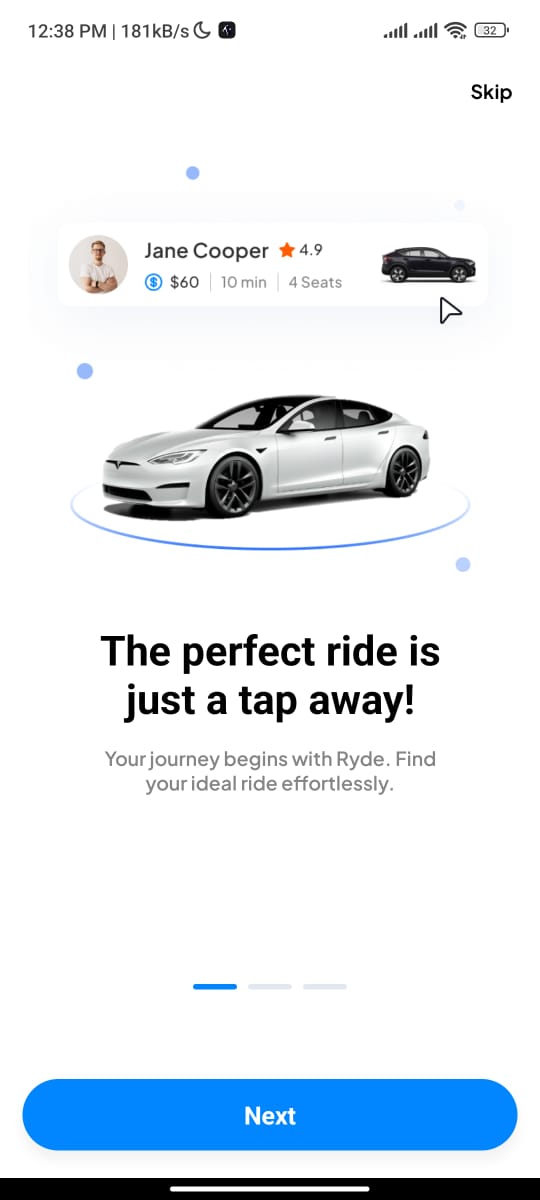 12:38 PM | 181kB/s
32
Skip
Jane Cooper 4.9
$ $60 | 10 min | 4 Seats
The perfect ride is
just a tap away!
Your journey begins with Ryde. Find
your ideal ride effortlessly.
Next